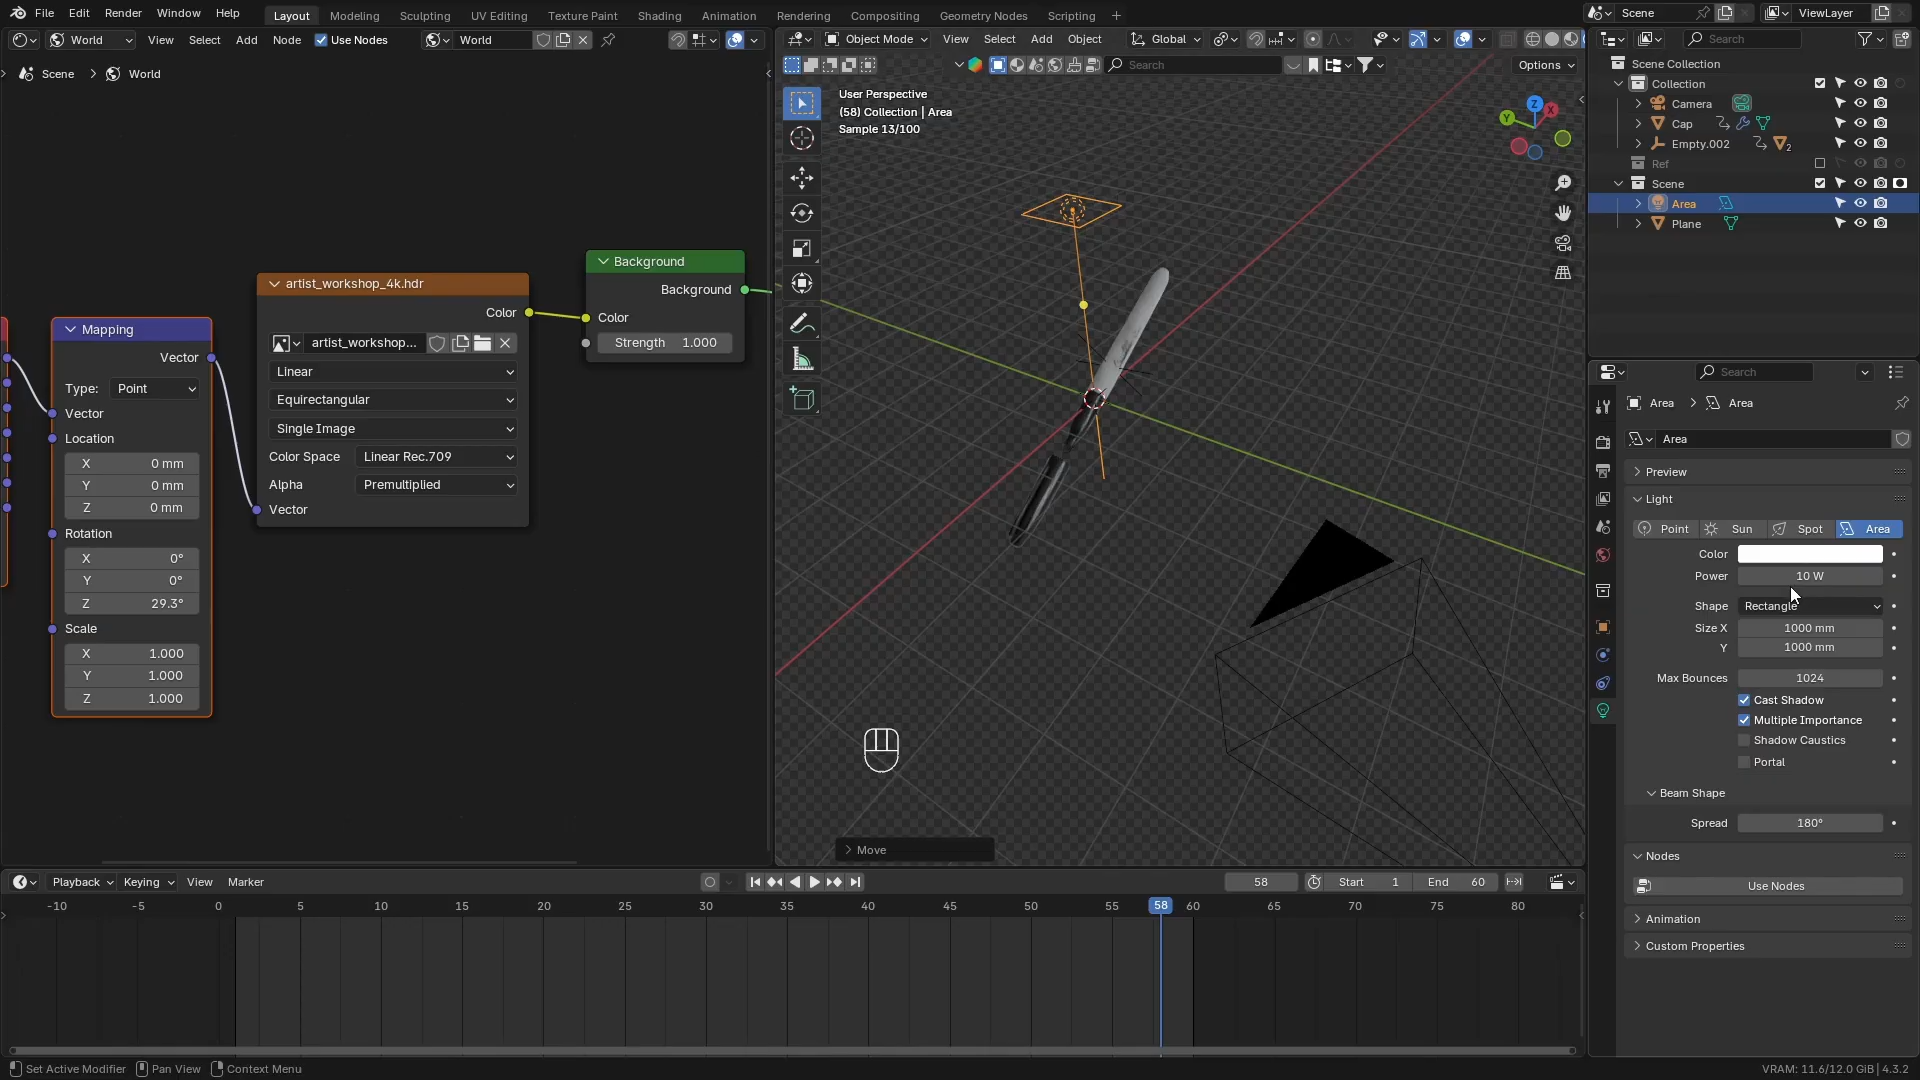 File Edit Render Window Help
Layout Modeling Sculpting UV Editing Texture Paint Shading Animation Rendering Compositing Geometry Nodes Scripting +
Scene ViewLayer
World View Select Add Node Use Nodes World
Object Mode View Select Add Object Global
Search
Scene > World
Search
Options
User Perspective
(58) Collection | Area
Sample 13/100
Z
X
Y
Scene Collection
Collection
Camera
Cap
Empty.002 2
Ref
Scene
Area
Plane
Background
Background
Color
Strength 1.000
artist_workshop_4k.hdr
Color
artist_workshop...
Linear
Equirectangular
Single Image
Color Space Linear Rec.709
Alpha Premultiplied
Vector
Mapping
Vector
Type: Point
Vector
Location
X 0 mm
Y 0 mm
Z 0 mm
Rotation
X 0°
Y 0°
Z 29.3°
Scale
X 1.000
Y 1.000
Z 1.000
Move
Search
Area > Area
Area
Preview
Light
Point Sun Spot Area
Color
Power 10 W
Shape Rectangle
Size X 1000 mm
Y 1000 mm
Max Bounces 1024
Cast Shadow
Multiple Importance
Shadow Caustics
Portal
Beam Shape
Spread 180°
Nodes
Use Nodes
Animation
Custom Properties
Playback Keying View Marker
58 Start 1 End 60
-10 -5 0 5 10 15 20 25 30 35 40 45 50 55 58 60 65 70 75 80
Set Active Modifier Pan View Context Menu
VRAM: 11.6/12.0 GiB | 4.3.2